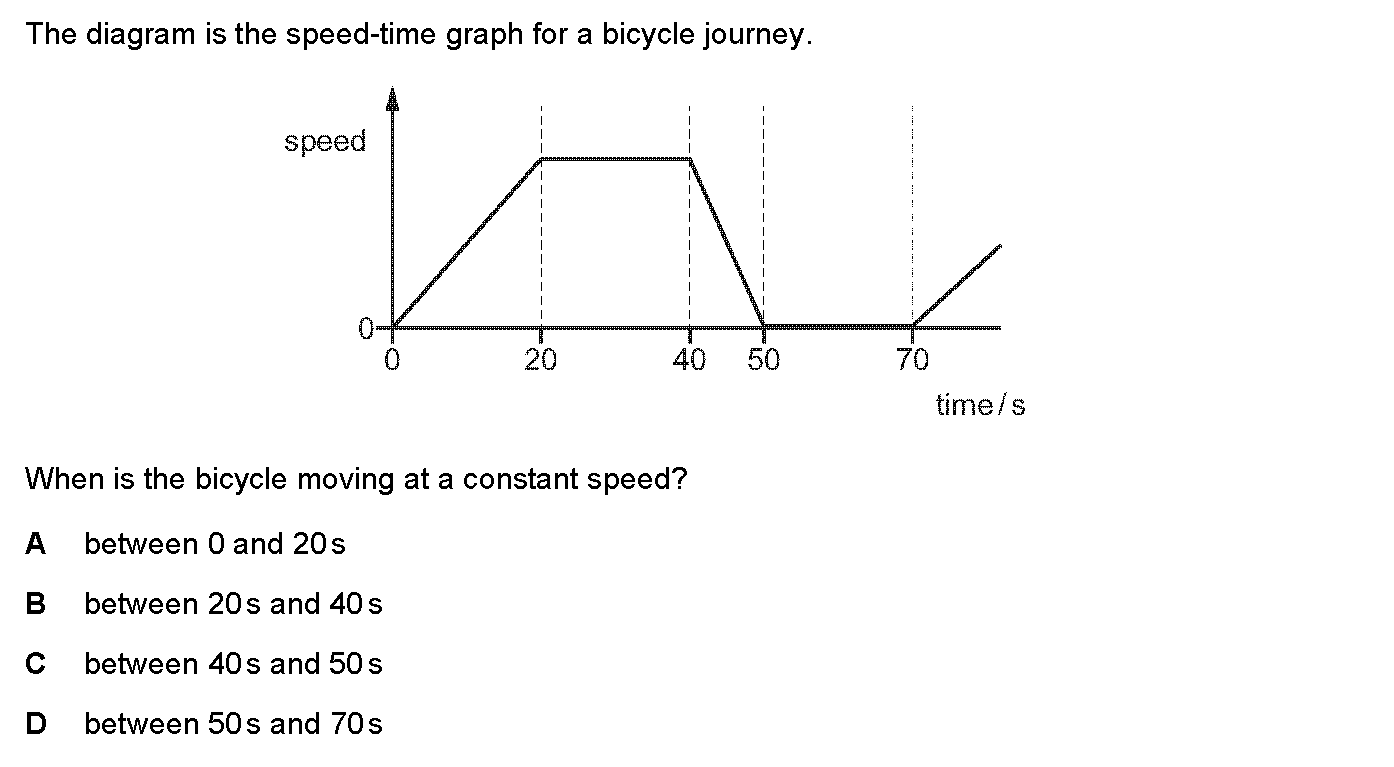 The diagram is the speed-time graph for a bicycle journey.
speed
0
0 20 40 50 70
time / s
When is the bicycle moving at a constant speed?
A between 0 and 20 s
B between 20 s and 40 s
C between 40 s and 50 s
D between 50 s and 70 s